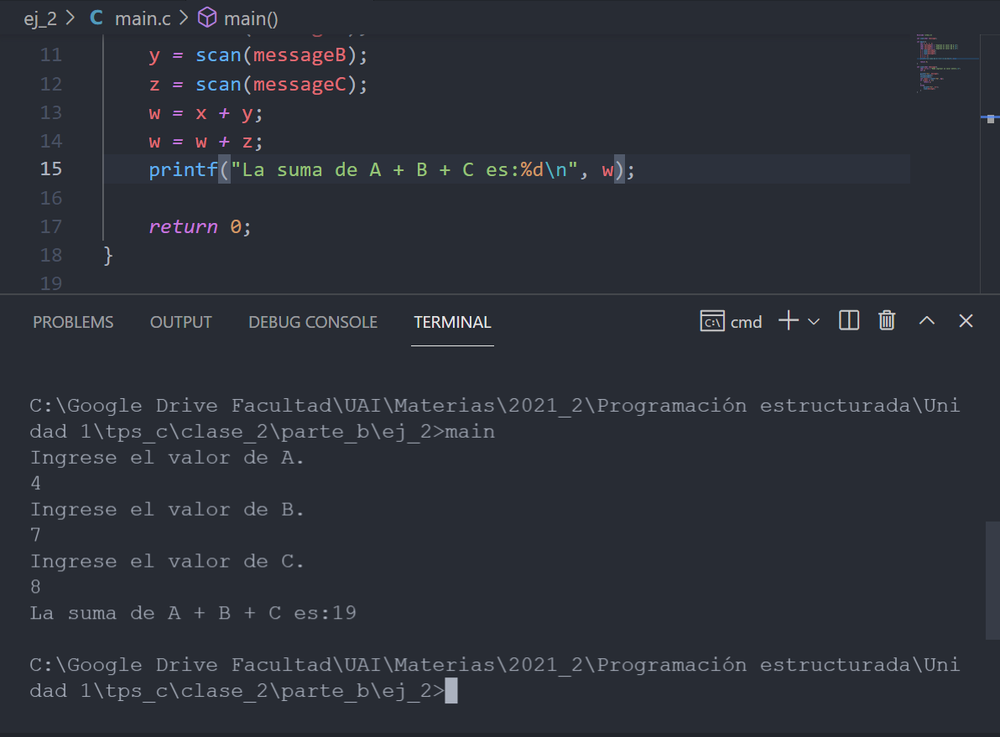 ej_2 > C main.c > main()
11 y = scan(messageB);
12 z = scan(messageC);
13 w = x + y;
14 w = w + z;
15 printf("La suma de A + B + C es:%d\n", w);
16
17 return 0;
18 }
19
PROBLEMS OUTPUT DEBUG CONSOLE TERMINAL cmd
C:\Google Drive Facultad\UAI\Materias\2021_2\Programación estructurada\Uni
dad 1\tps_c\clase_2\parte_b\ej_2>main
Ingrese el valor de A.
4
Ingrese el valor de B.
7
Ingrese el valor de C.
8
La suma de A + B + C es:19
C:\Google Drive Facultad\UAI\Materias\2021_2\Programación estructurada\Uni
dad 1\tps_c\clase_2\parte_b\ej_2>